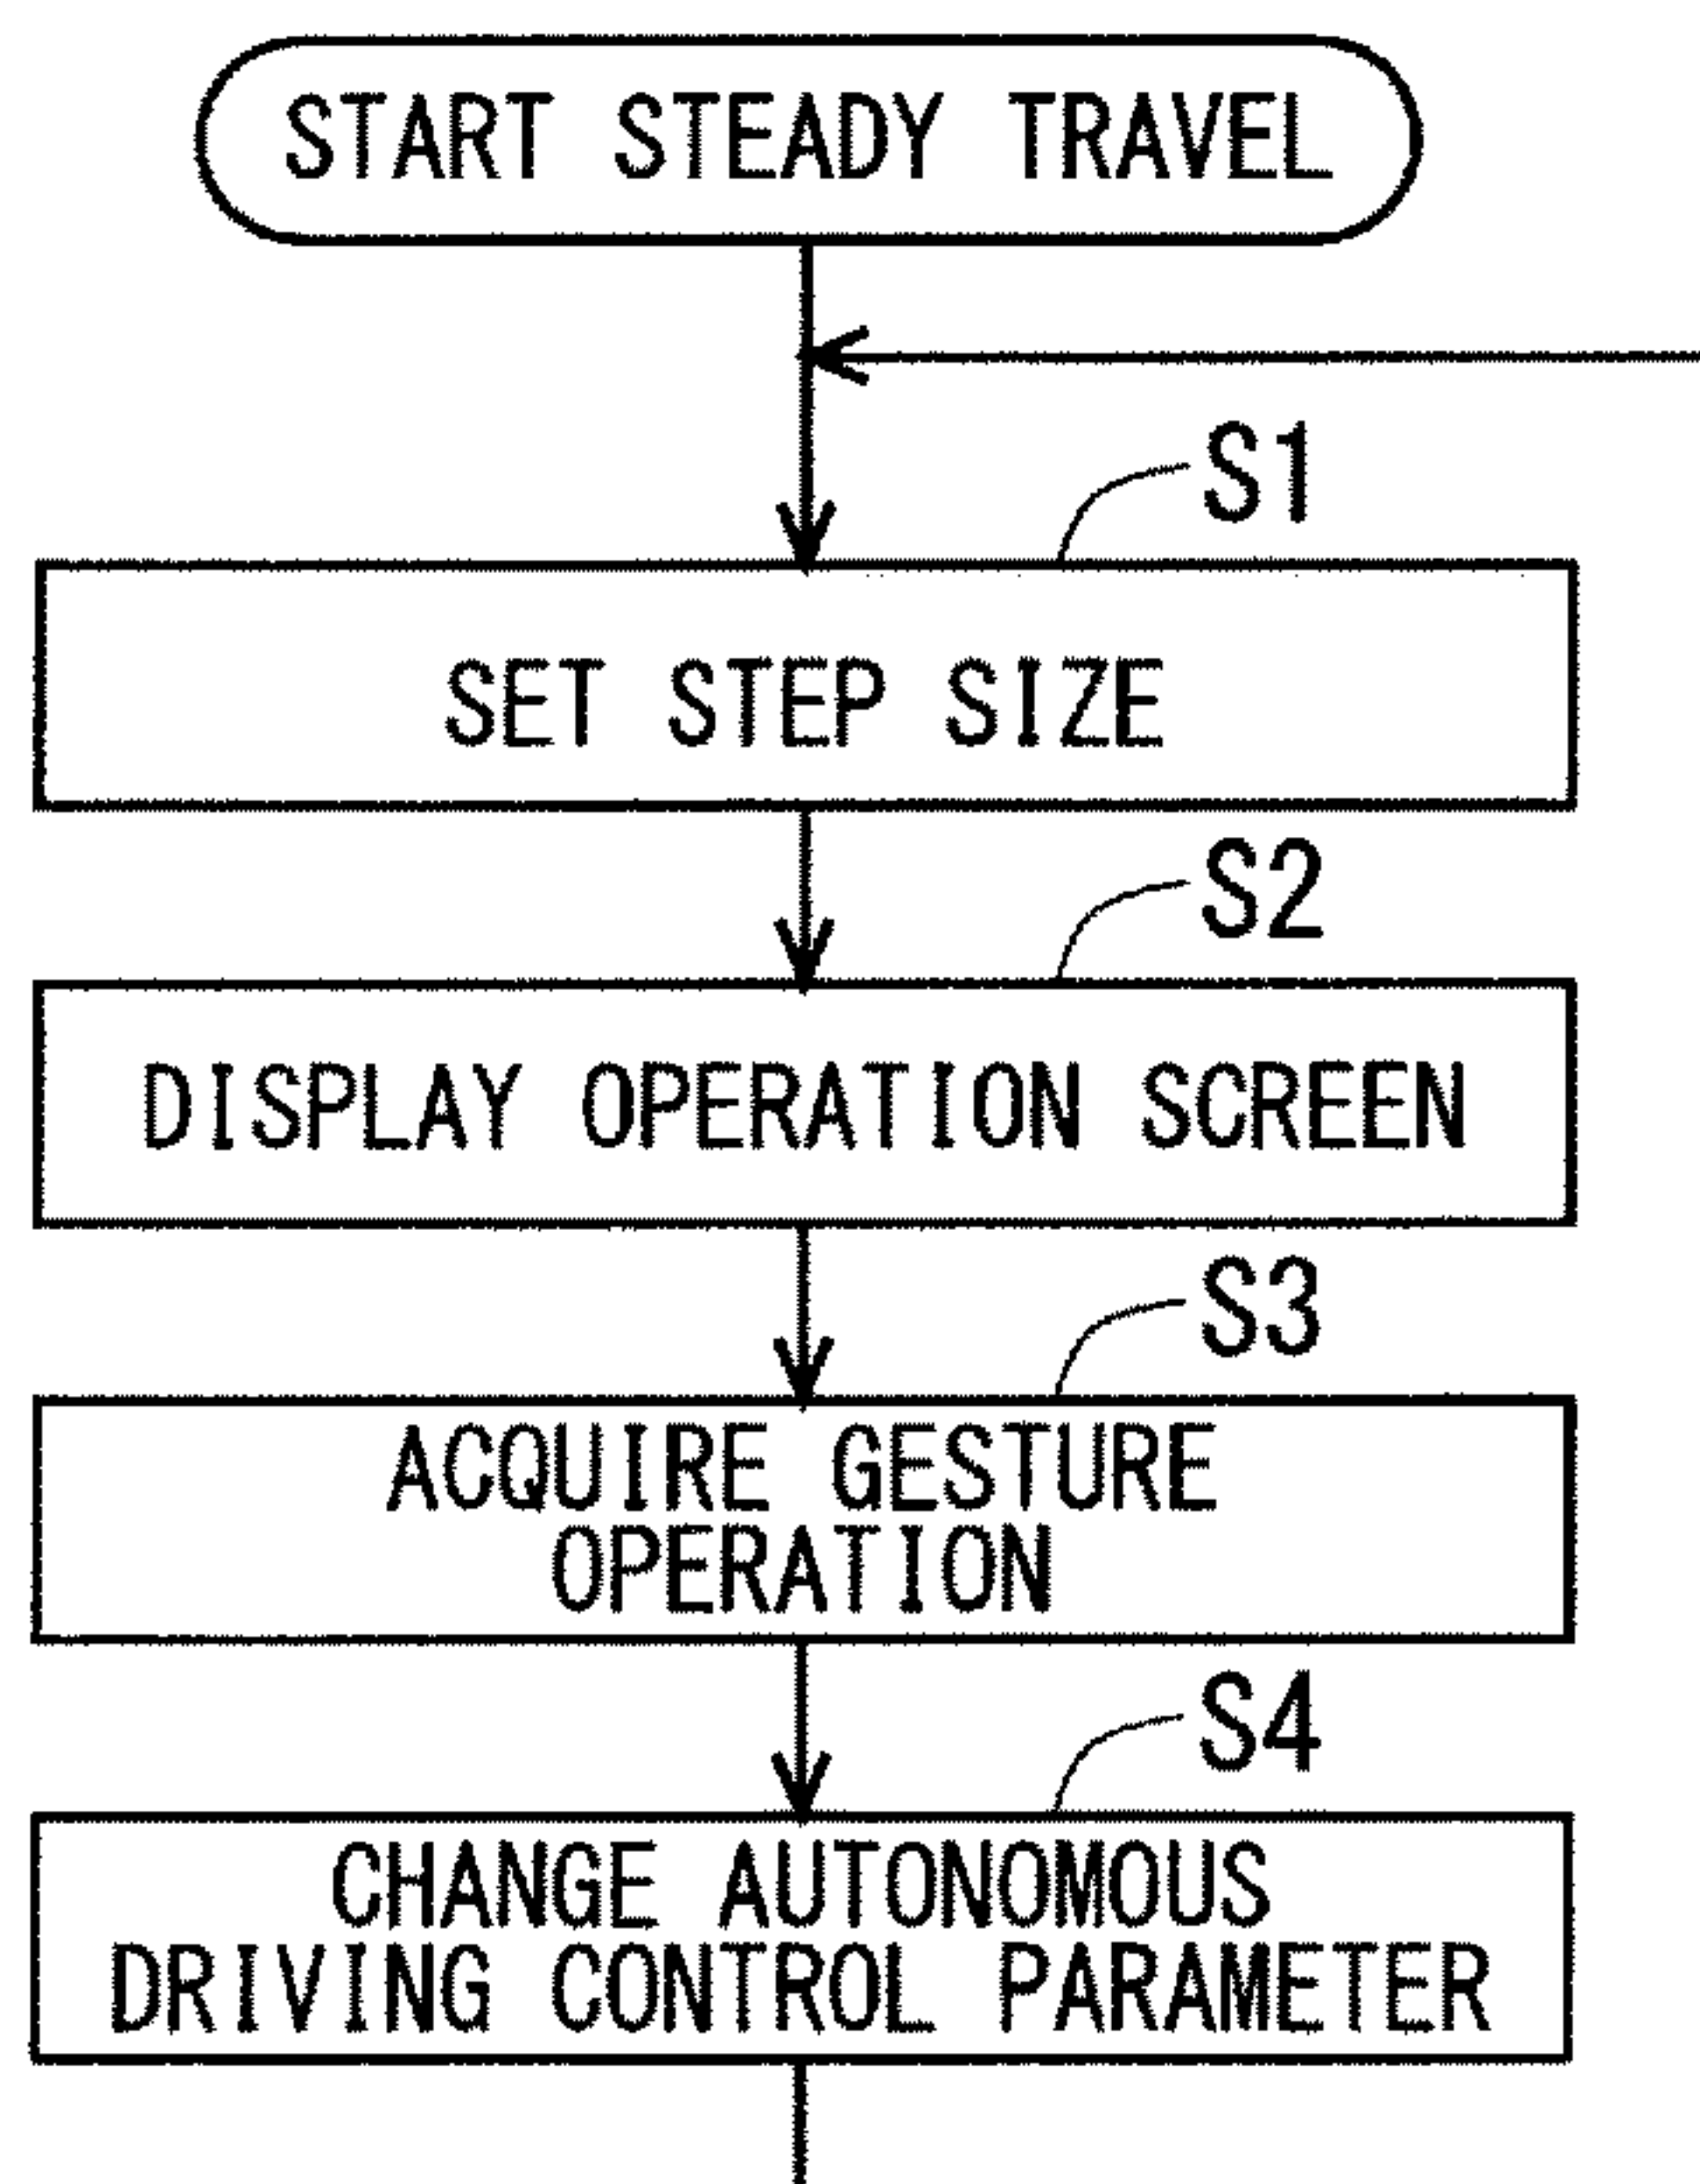 START STEADY TRAVEL
S1
SET STEP SIZE
S2
DISPLAY OPERATION SCREEN
S3
ACQUIRE GESTURE
OPERATION
S4
CHANGE AUTONOMOUS
DRIVING CONTROL PARAMETER